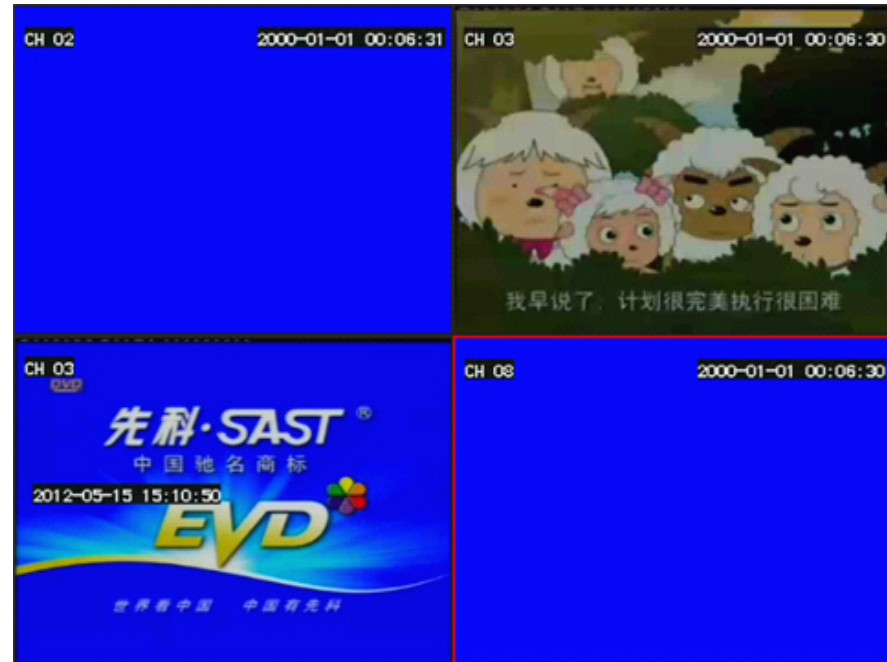 CH 02
2000-01-01 00:06:31
CH 03
2000-01-01 00:06:30
我早说了，计划很完美执行很困难
CH 03
DVD
先科·SAST®
中国驰名商标
2012-05-15 15:10:50
EVD
世界看中国 中国有先科
CH 08
2000-01-01 00:06:30